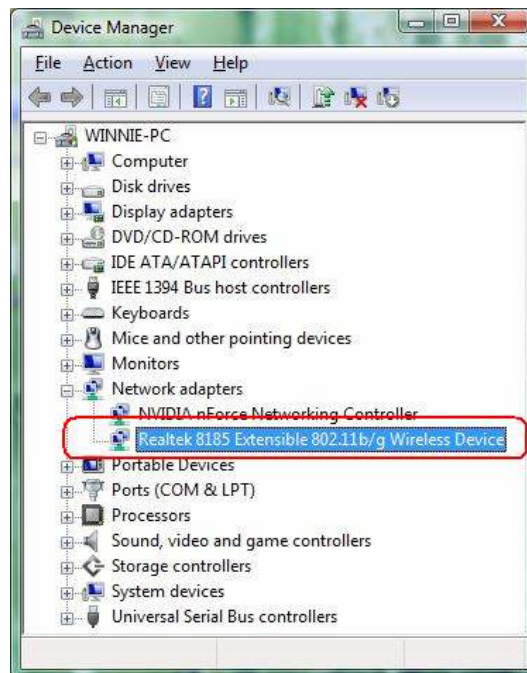 Device Manager
File Action View Help
WINNIE-PC
Computer
Disk drives
Display adapters
DVD/CD-ROM drives
IDE ATA/ATAPI controllers
IEEE 1394 Bus host controllers
Keyboards
Mice and other pointing devices
Monitors
Network adapters
NVIDIA nForce Networking Controller
Realtek 8185 Extensible 802.11b/g Wireless Device
Portable Devices
Ports (COM & LPT)
Processors
Sound, video and game controllers
Storage controllers
System devices
Universal Serial Bus controllers